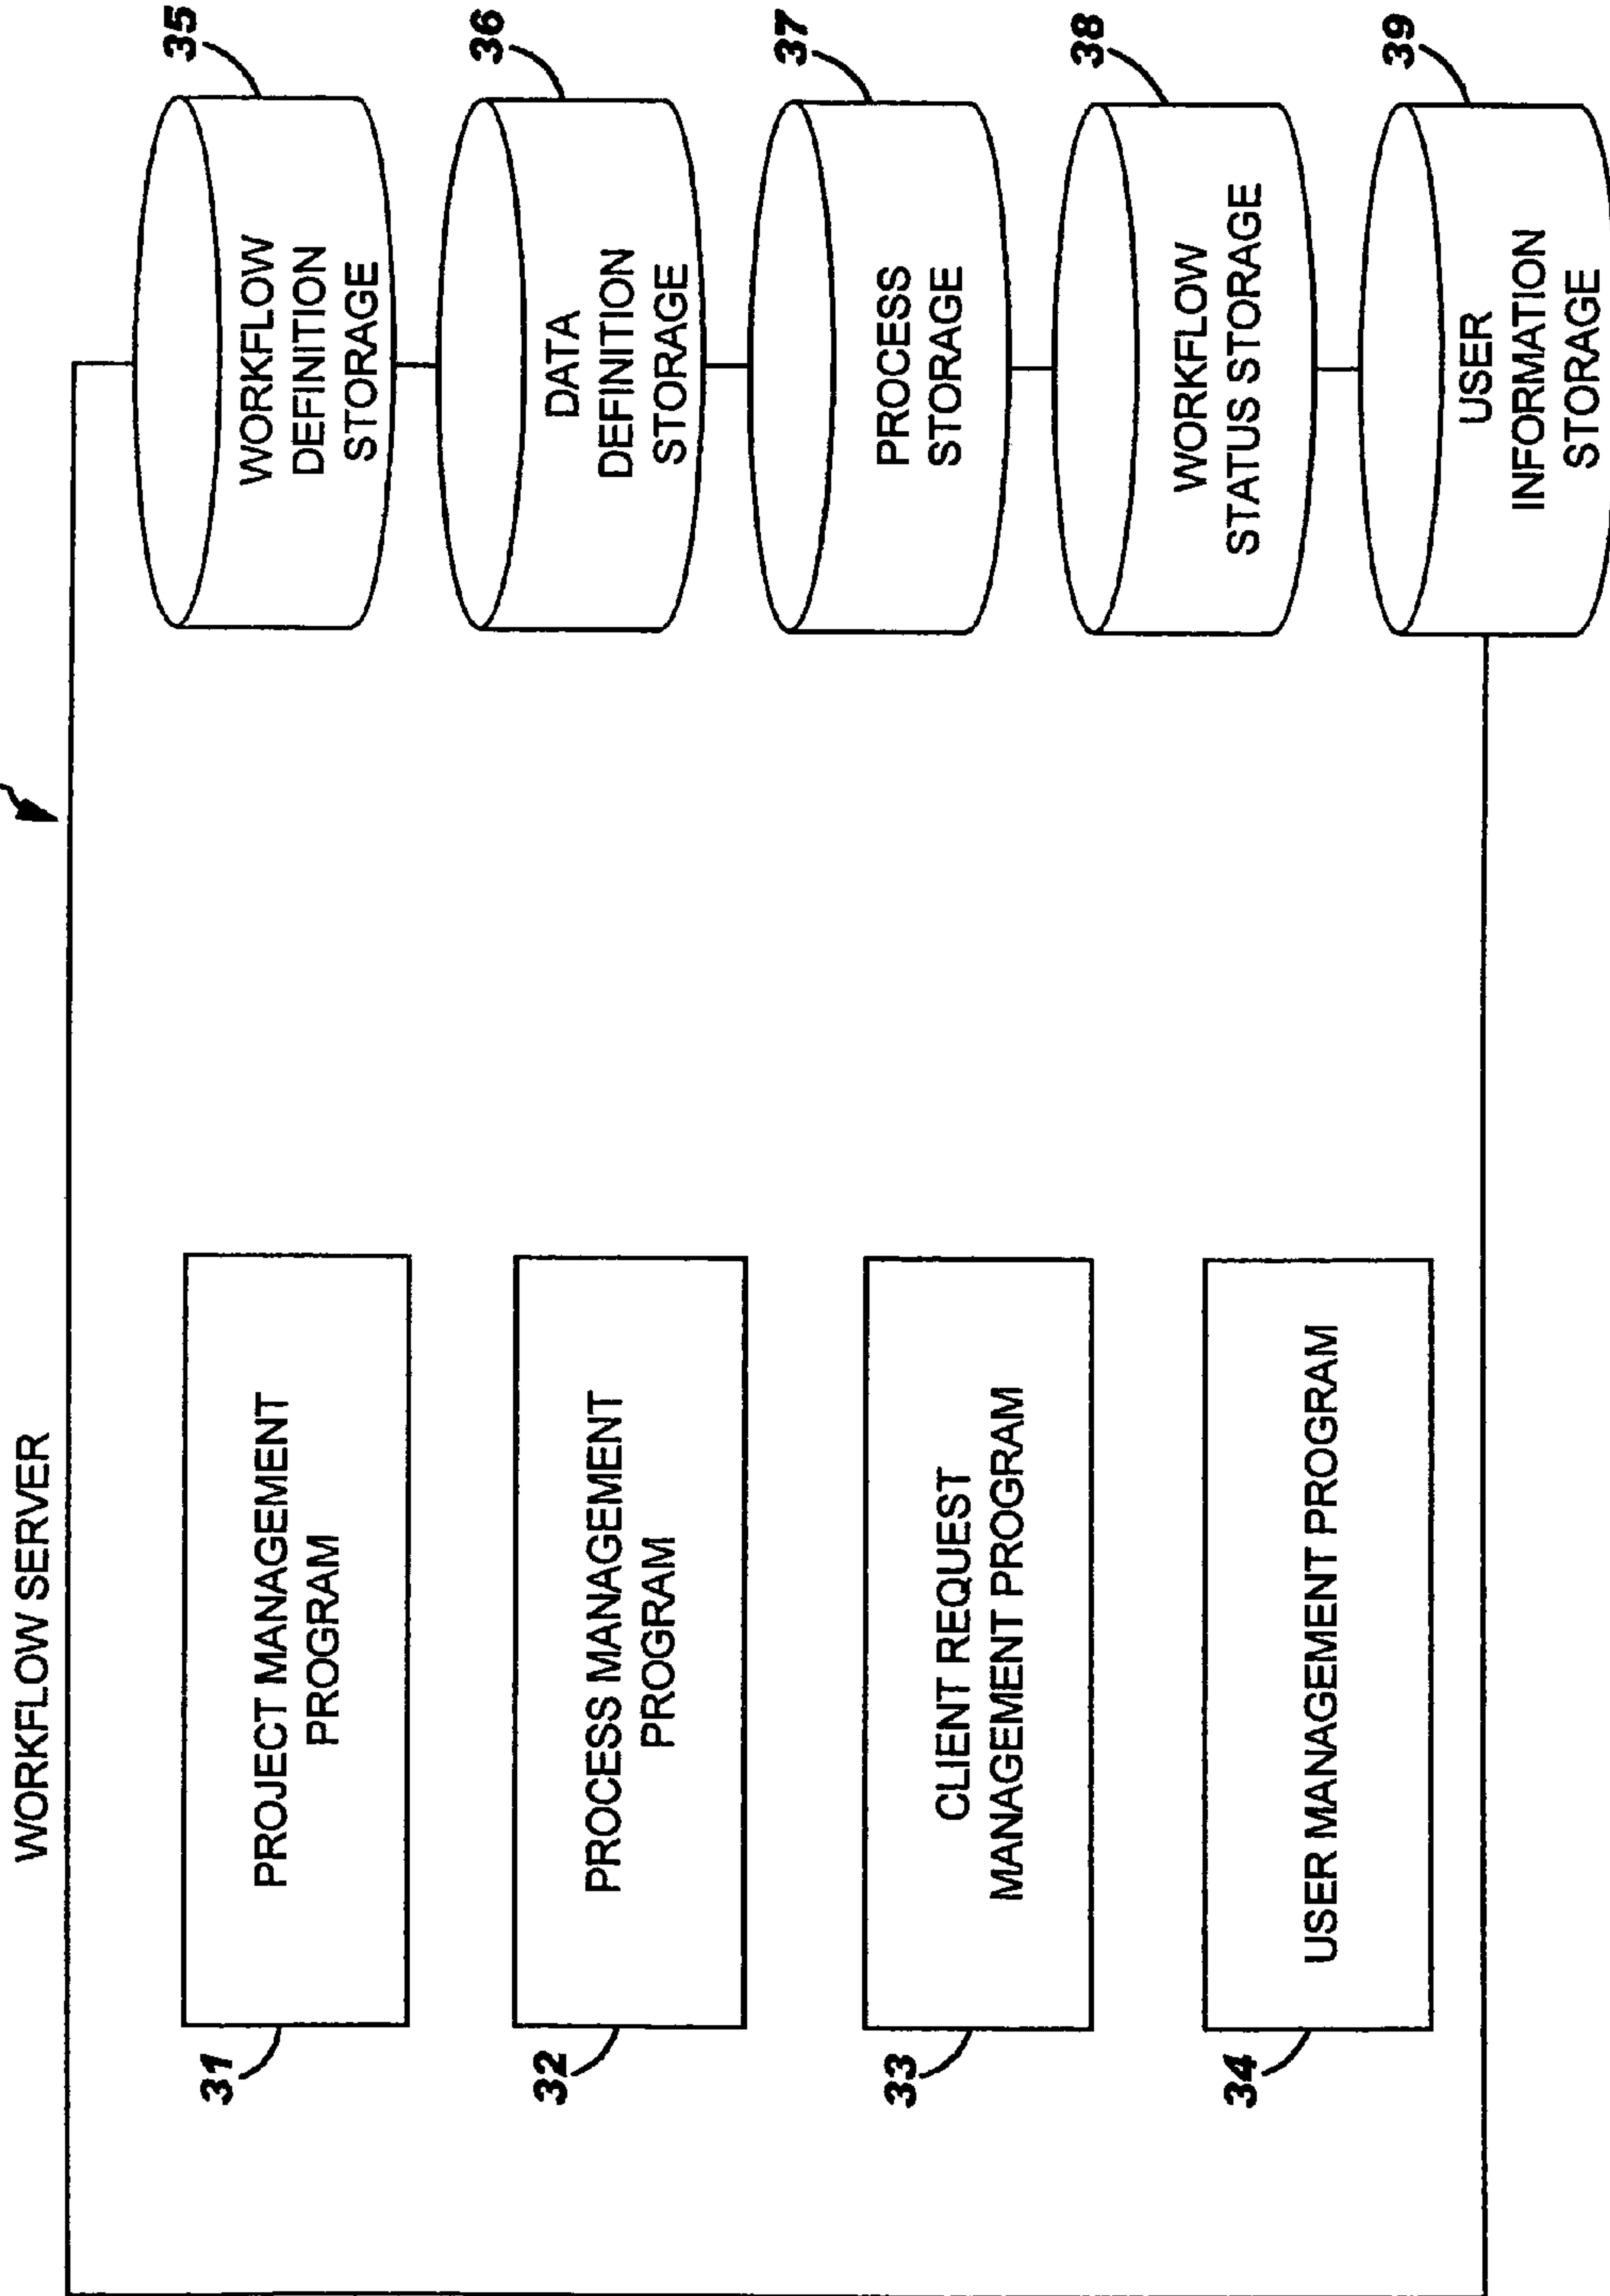 WORKFLOW SERVER
31
PROJECT MANAGEMENT
PROGRAM
32
PROCESS MANAGEMENT
PROGRAM
33
CLIENT REQUEST
MANAGEMENT PROGRAM
34
USER MANAGEMENT PROGRAM
35
WORKFLOW
DEFINITION
STORAGE
36
DATA
DEFINITION
STORAGE
37
PROCESS
STORAGE
38
WORKFLOW
STATUS STORAGE
39
USER
INFORMATION
STORAGE